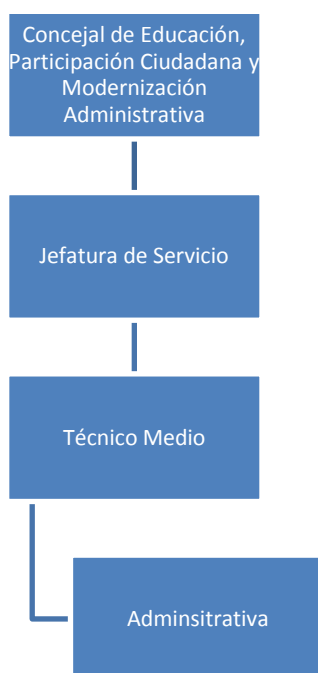 Concejal de Educación,
Participación Ciudadana y
Modernización
Administrativa
Jefatura de Servicio
Técnico Medio
Adminsitrativa